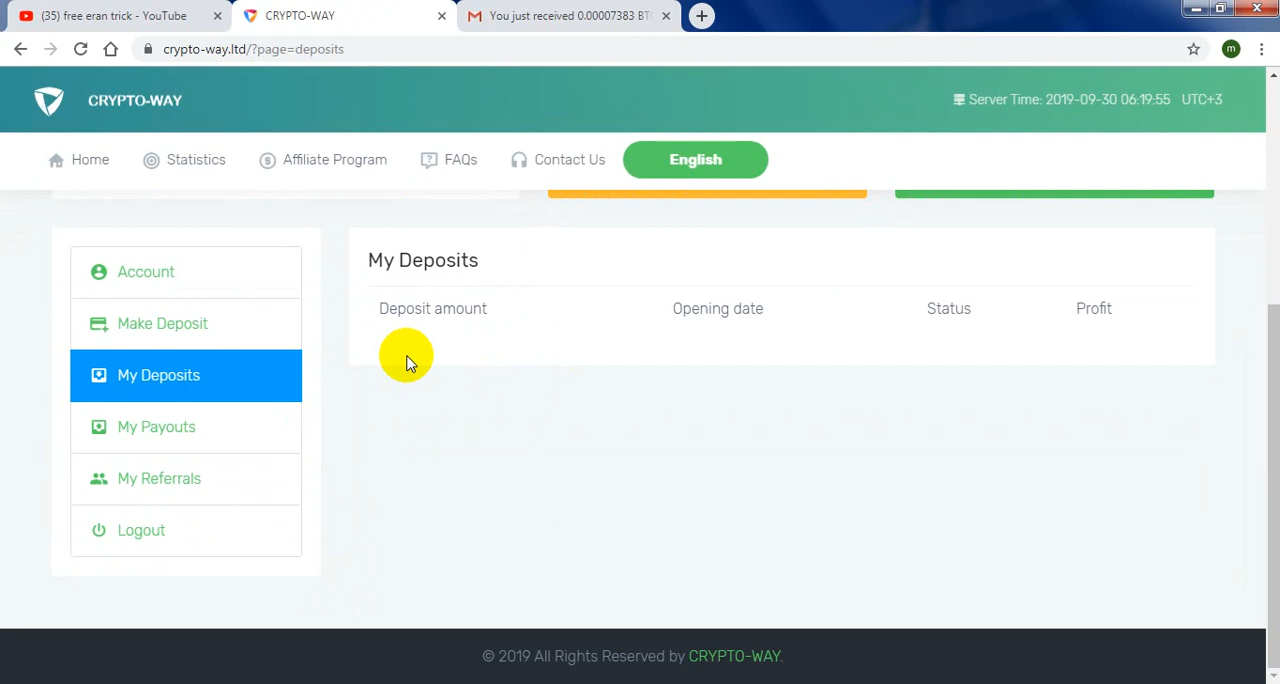 (35) free eran trick - YouTube
CRYPTO-WAY
You just received 0.00007383 BTC
crypto-way.ltd/?page=deposits
m
CRYPTO-WAY
Server Time: 2019-09-30 06:19:55 UTC+3
Home
Statistics
Affiliate Program
FAQs
Contact Us
English
Account
Make Deposit
My Deposits
My Payouts
My Referrals
Logout
My Deposits
Deposit amount Opening date Status Profit
© 2019 All Rights Reserved by CRYPTO-WAY.